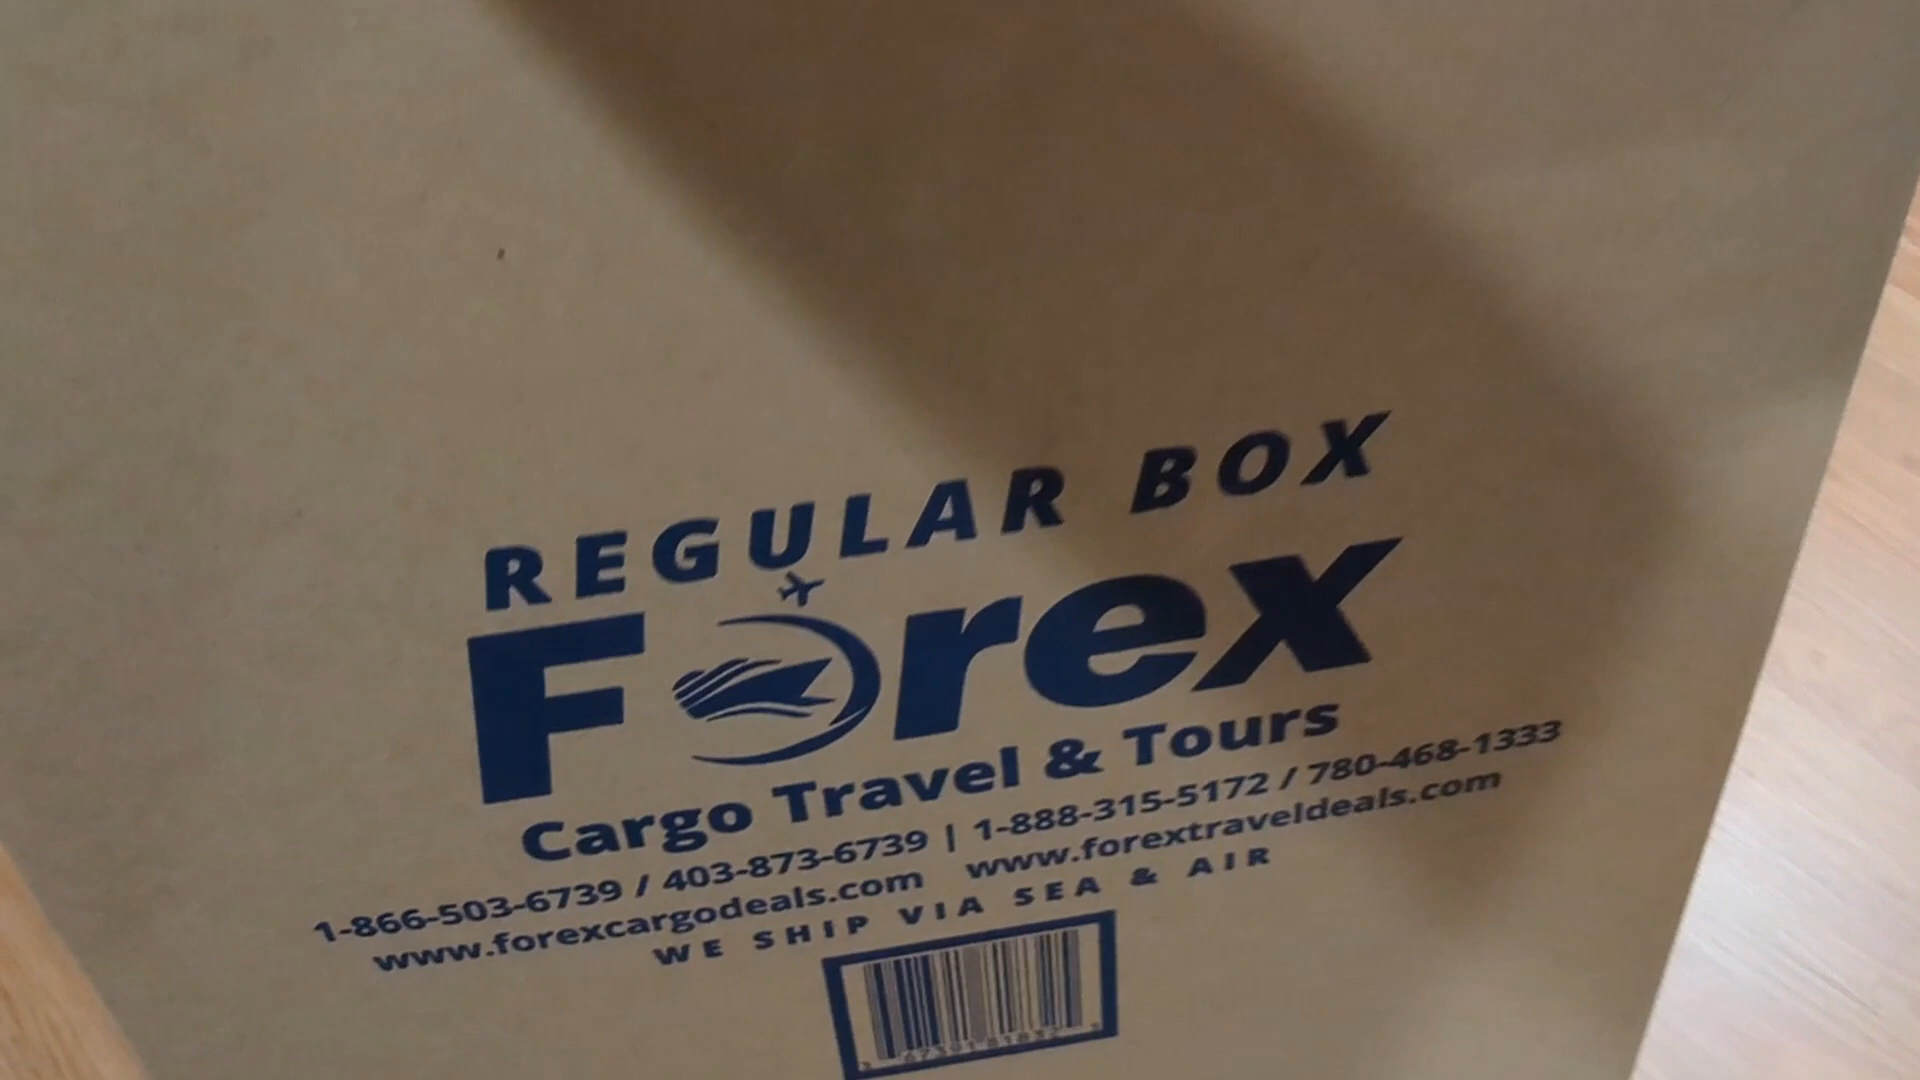 REGULAR BOX
Forex
Cargo Travel & Tours
1-866-503-6739 / 403-873-6739 | 1-888-315-5172 / 780-468-1333
www.forexcargodeals.com www.forextraveldeals.com
WE SHIP VIA SEA & AIR